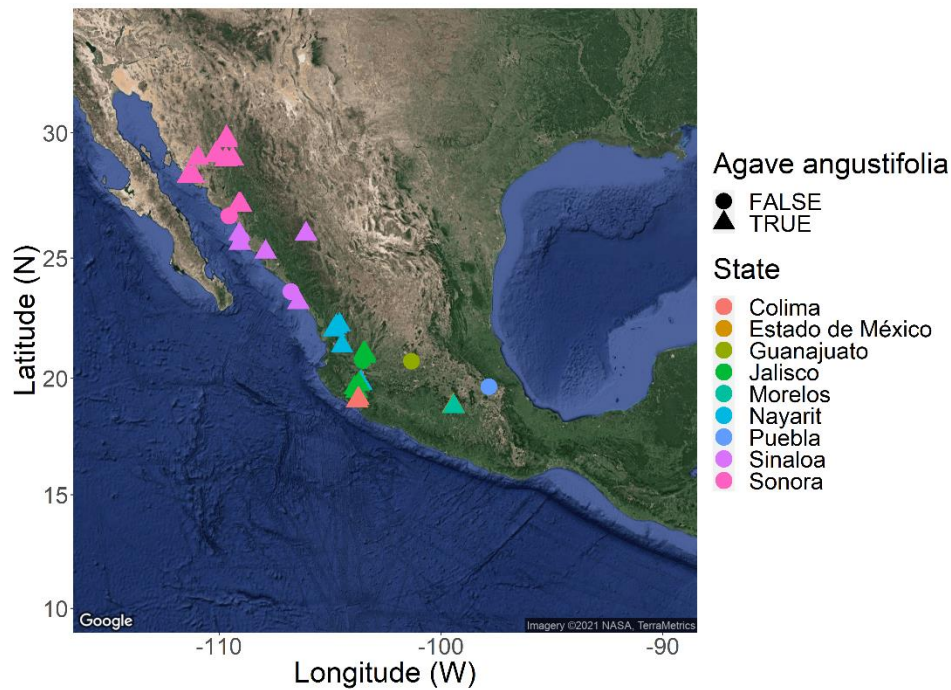 30
25
20
15
10
Latitude (N)
-110
-100
-90
Longitude (W)
Google
Imagery ©2021 NASA, TerraMetrics
Agave angustifolia
FALSE
TRUE
State
Colima
Estado de México
Guanajuato
Jalisco
Morelos
Nayarit
Puebla
Sinaloa
Sonora